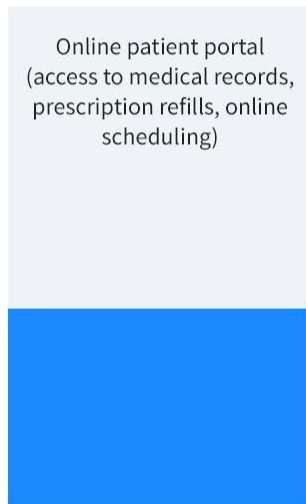 Online patient portal
(access to medical records,
prescription refills, online
scheduling)